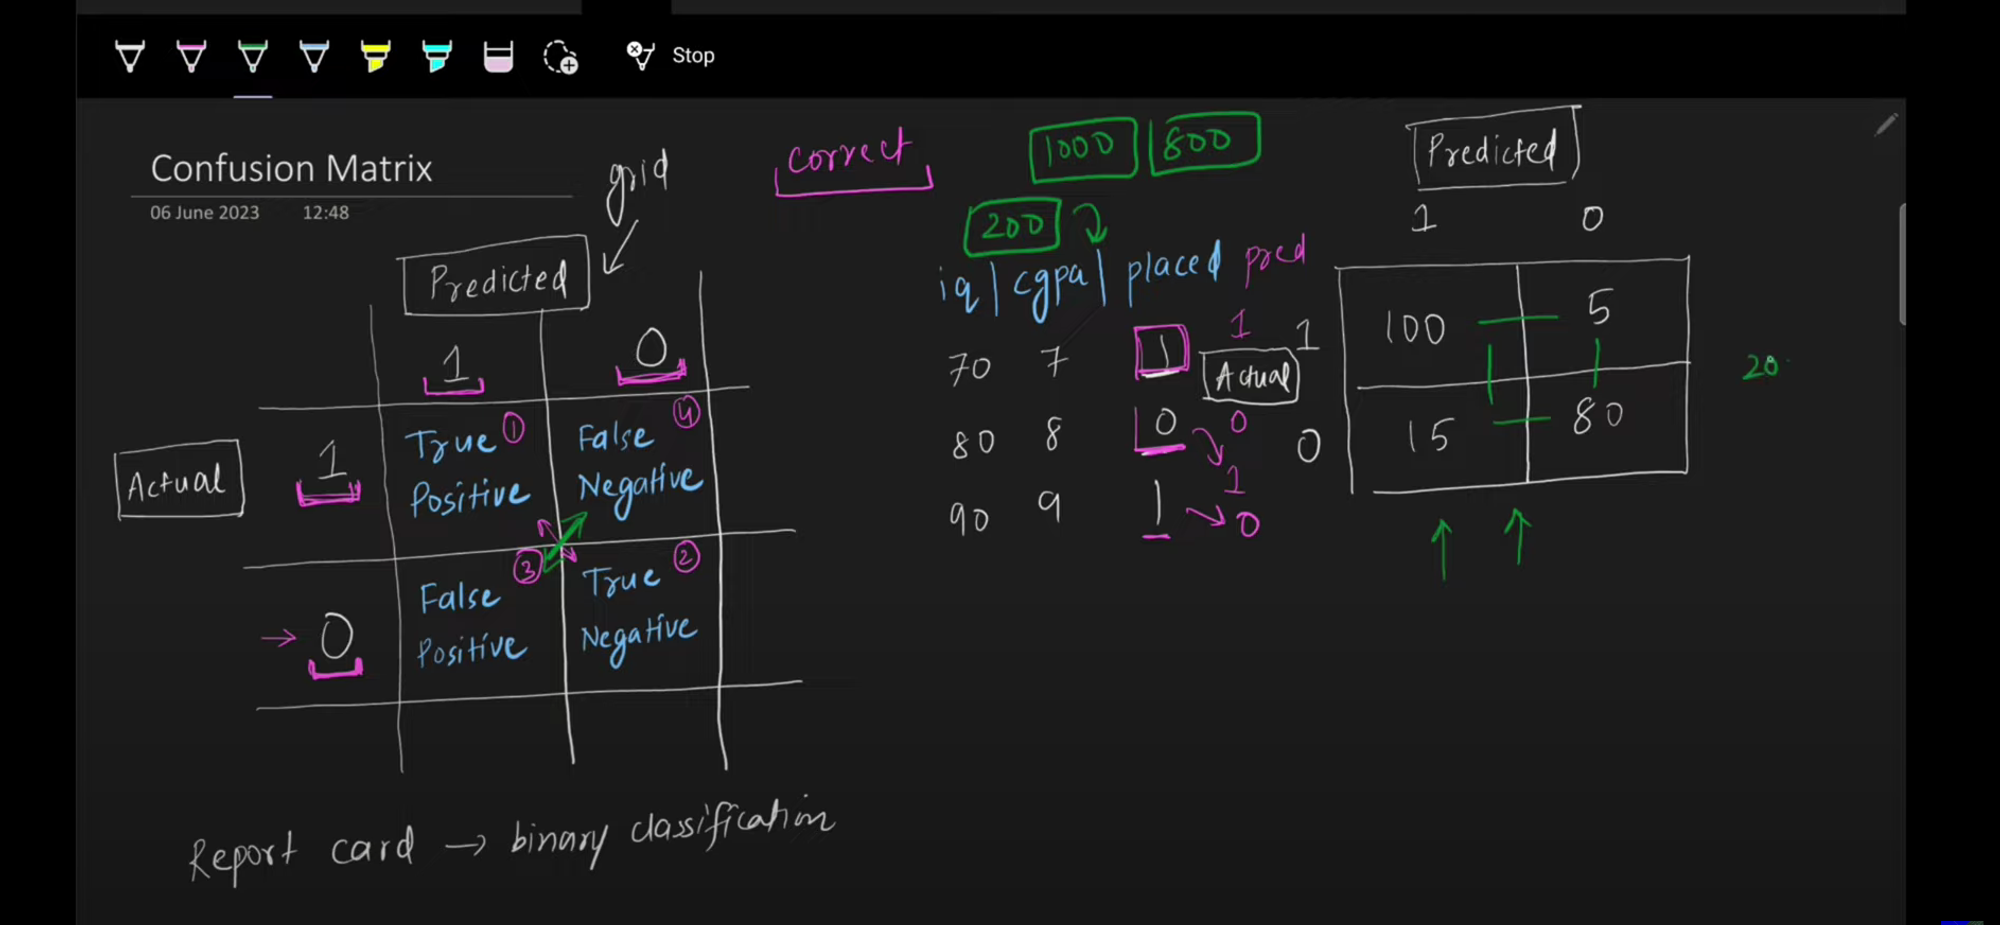 Stop
Confusion Matrix
06 June 2023 12:48
grid
Predicted
1 0
Actual
1
True ① Positive
False ④ Negative
0
False ③ Positive
True ② Negative
Report card → binary classification
correct
1000 800
200
iq | cgpa | placed pred
70 7 1 1
80 8 0 0
1
90 9 1 0
Predicted
1 0
Actual
1 100 5
0 15 80
20